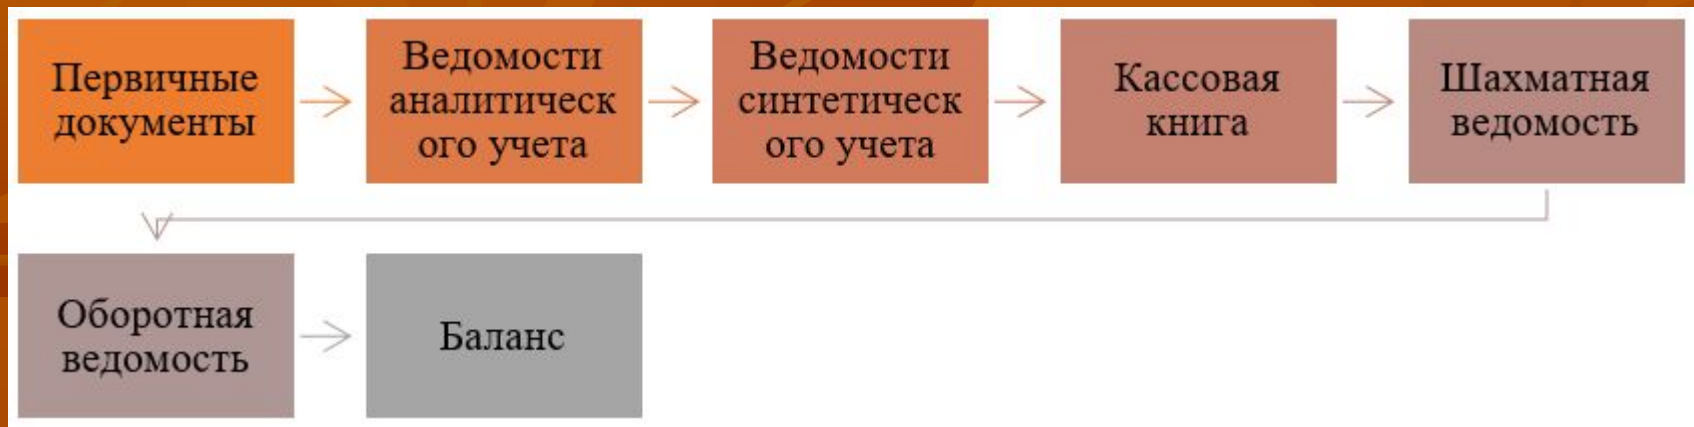 Первичные
документы
Ведомости
аналитическ
ого учета
Ведомости
синтетическ
ого учета
Кассовая
книга
Шахматная
ведомость
Оборотная
ведомость
Баланс